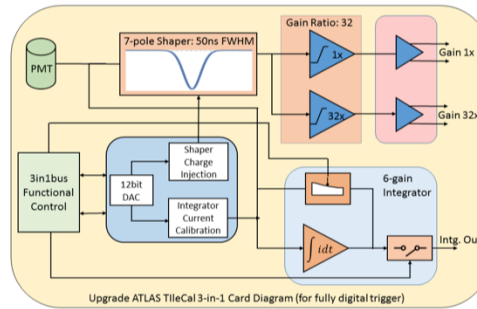 7-pole Shaper: 50ns FWHM
Gain Ratio: 32
PMT
1x
Gain 1x
32x
Gain 32x
3in1bus
Functional
Control
12bit
DAC
Shaper
Charge
Injection
Integrator
Current
Calibration
6-gain
Integrator
∫ idt
Intg. Out
Upgrade ATLAS TIleCal 3-in-1 Card Diagram (for fully digital trigger)